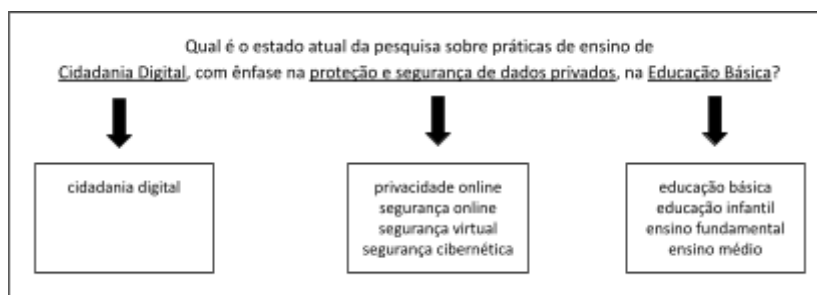 Qual é o estado atual da pesquisa sobre práticas de ensino de
Cidadania Digital, com ênfase na proteção e segurança de dados privados, na Educação Básica?
cidadania digital
privacidade online
segurança online
segurança virtual
segurança cibernética
educação básica
educação infantil
ensino fundamental
ensino médio